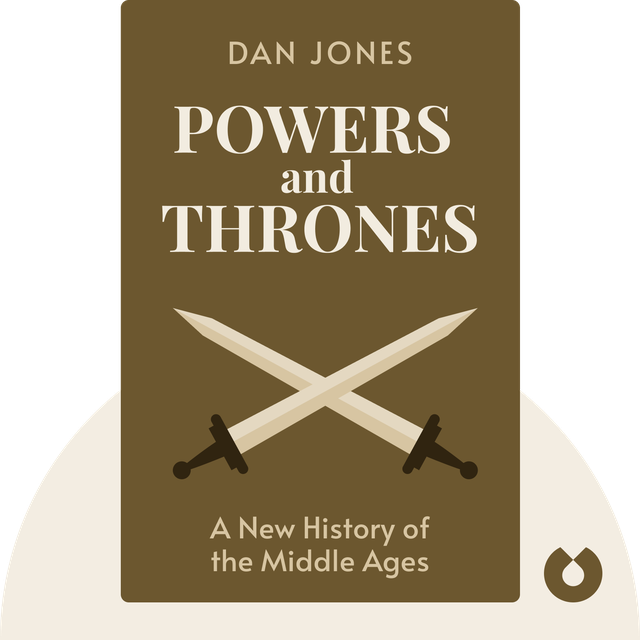 DAN JONES
POWERS
and
THRONES
A New History of
the Middle Ages